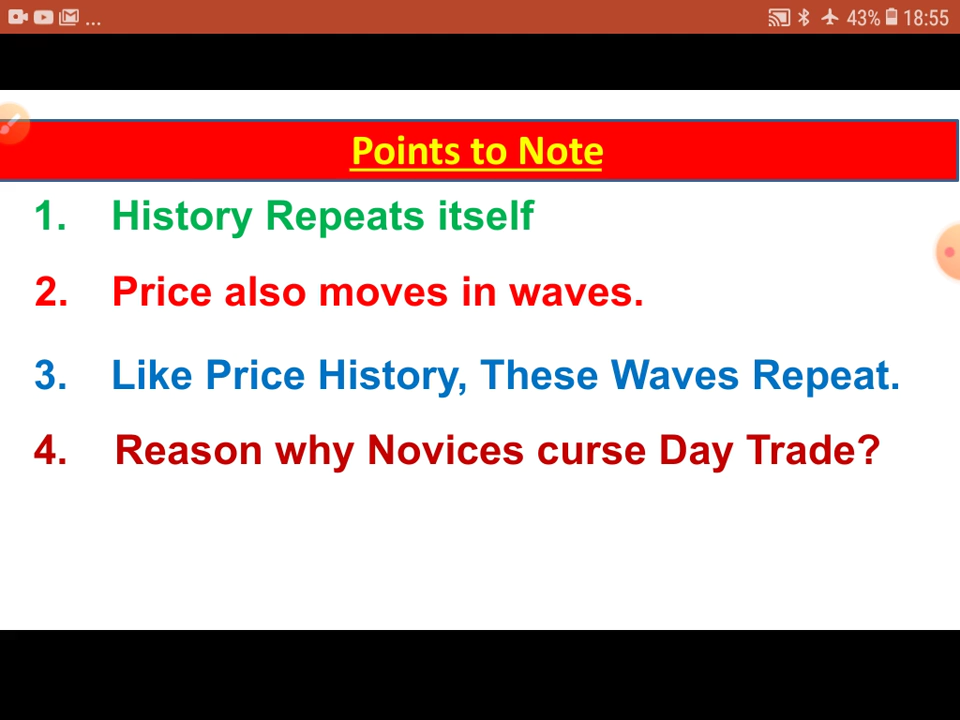 ... 43% 18:55
Points to Note
1. History Repeats itself
2. Price also moves in waves.
3. Like Price History, These Waves Repeat.
4. Reason why Novices curse Day Trade?